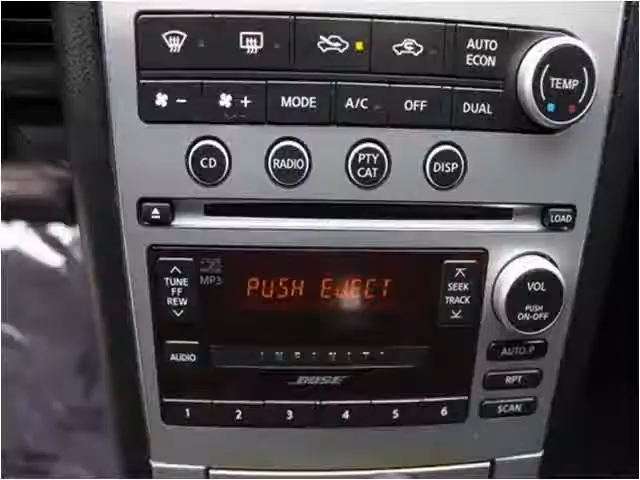 AUTO
ECON
TEMP
MODE
A/C
OFF
DUAL
CD
RADIO
PTY
CAT
DISP
LOAD
TUNE
FF
REW
MP3
PUSH EJECT
SEEK
TRACK
VOL
PUSH
ON-OFF
AUDIO
INFINITI
BOSE
AUTO.P
RPT
SCAN
1 2 3 4 5 6